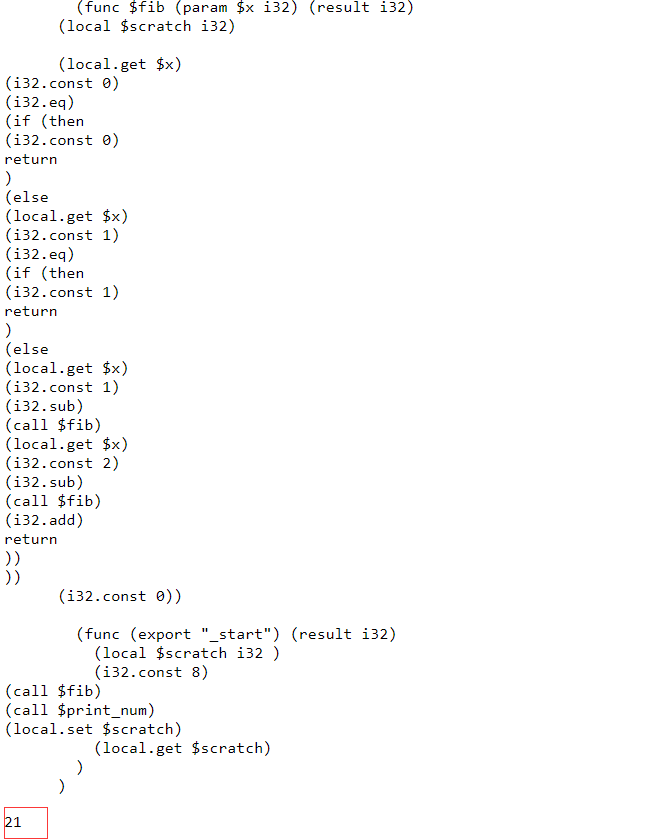 (func $fib (param $x i32) (result i32)
(local $scratch i32)
(local.get $x)
(i32.const 0)
(i32.eq)
(if (then
(i32.const 0)
return
)
(else
(local.get $x)
(i32.const 1)
(i32.eq)
(if (then
(i32.const 1)
return
)
(else
(local.get $x)
(i32.const 1)
(i32.sub)
(call $fib)
(local.get $x)
(i32.const 2)
(i32.sub)
(call $fib)
(i32.add)
return
))
))
(i32.const 0))
(func (export "_start") (result i32)
(local $scratch i32 )
(i32.const 8)
(call $fib)
(call $print_num)
(local.set $scratch)
(local.get $scratch)
)
)
21